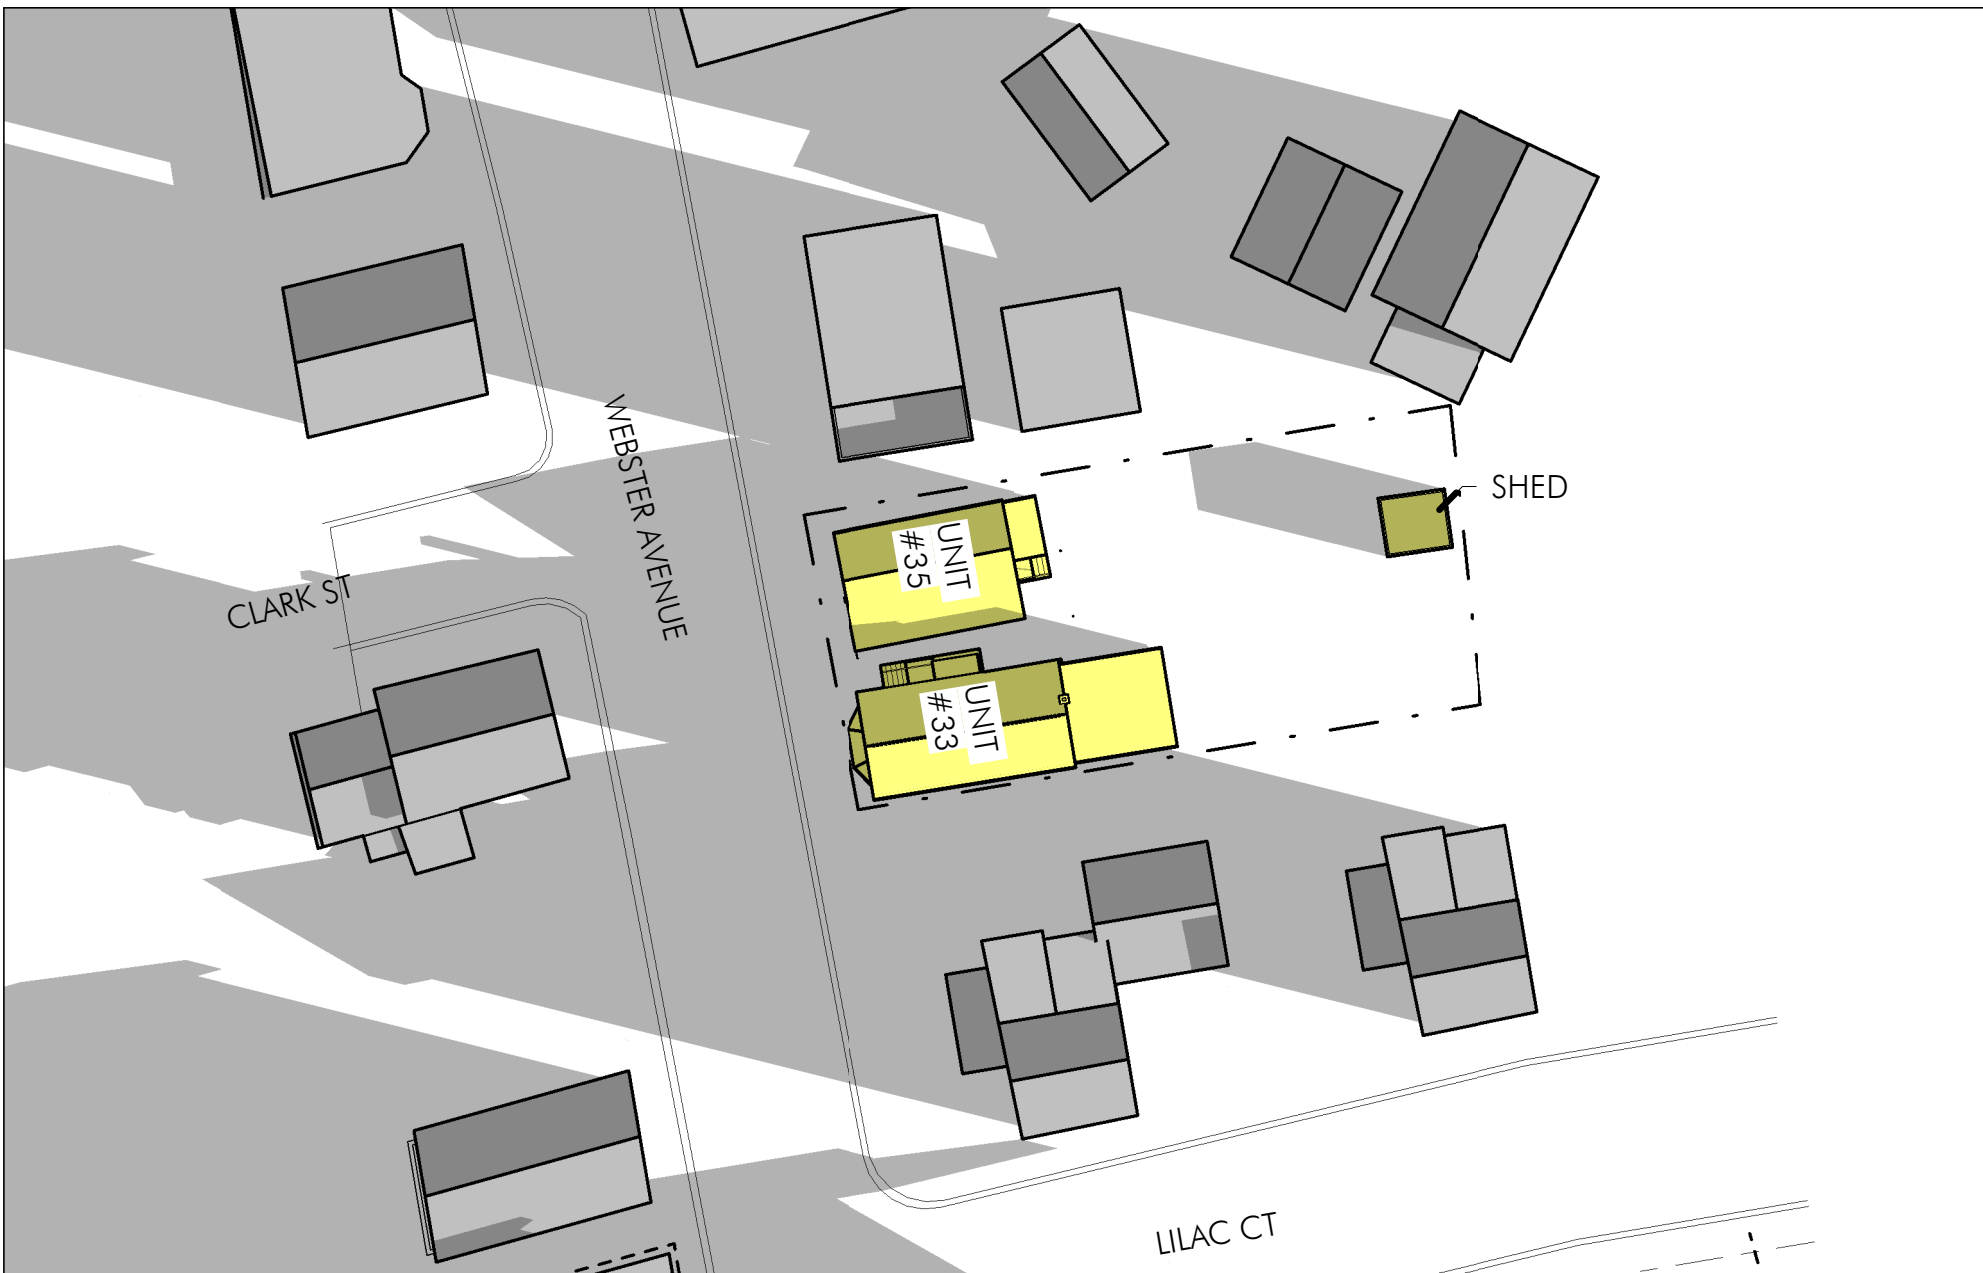 WEBSTER AVENUE
SHED
UNIT
#35
CLARK ST
UNIT
#33
LILAC CT